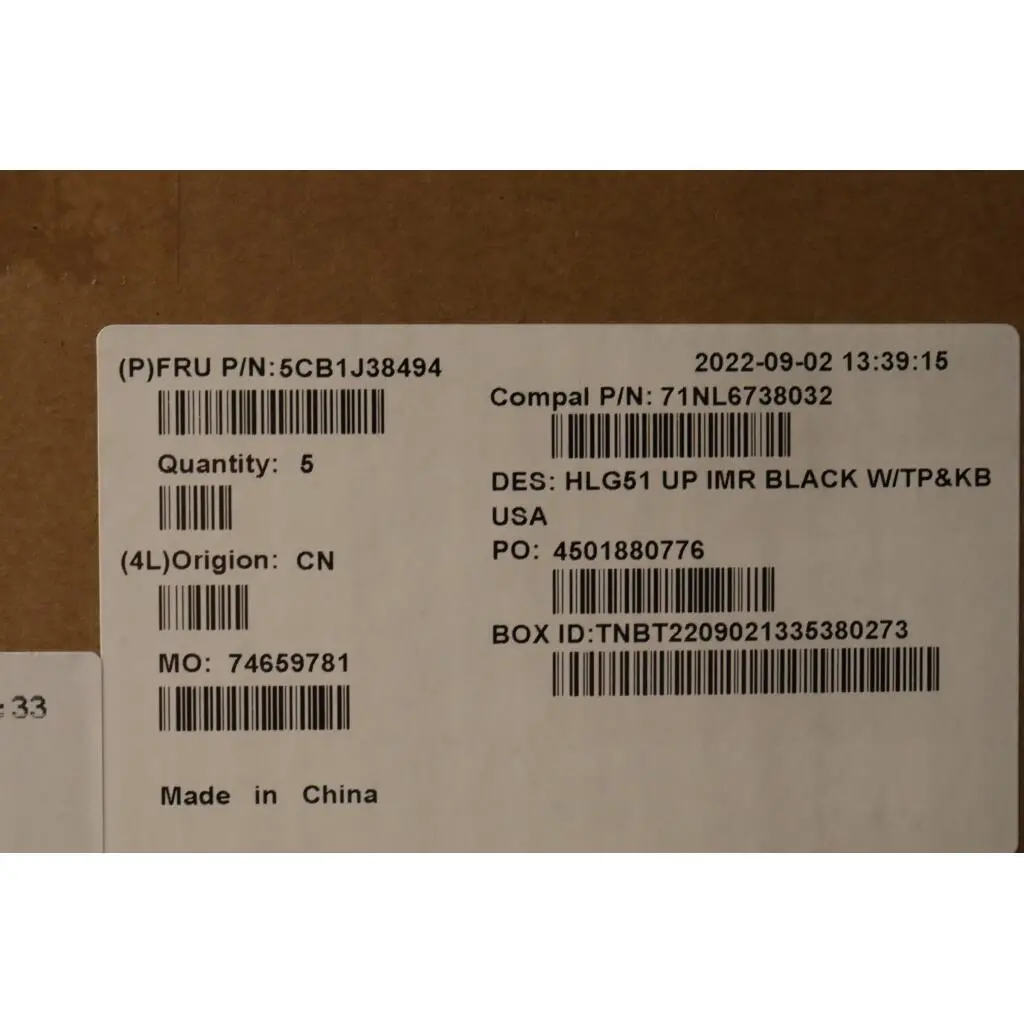 (P)FRU P/N:5CB1J38494
Quantity: 5
(4L)Origion: CN
MO: 74659781
Made in China
2022-09-02 13:39:15
Compal P/N: 71NL6738032
DES: HLG51 UP IMR BLACK W/TP&KB
USA
PO: 4501880776
BOX ID:TNBT2209021335380273
:33